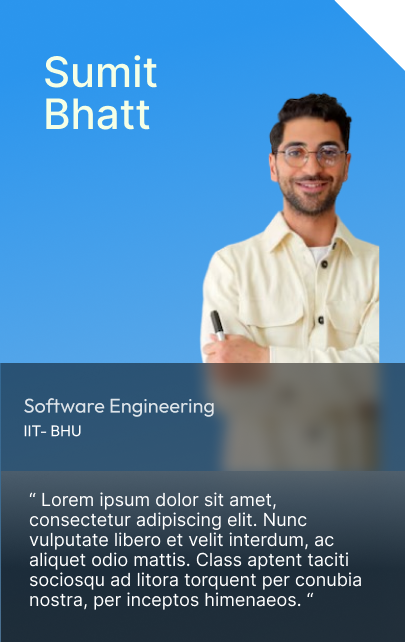 Sumit
Bhatt
Software Engineering
IIT- BHU
“ Lorem ipsum dolor sit amet,
consectetur adipiscing elit. Nunc
vulputate libero et velit interdum, ac
aliquet odio mattis. Class aptent taciti
sociosqu ad litora torquent per conubia
nostra, per inceptos himenaeos. “